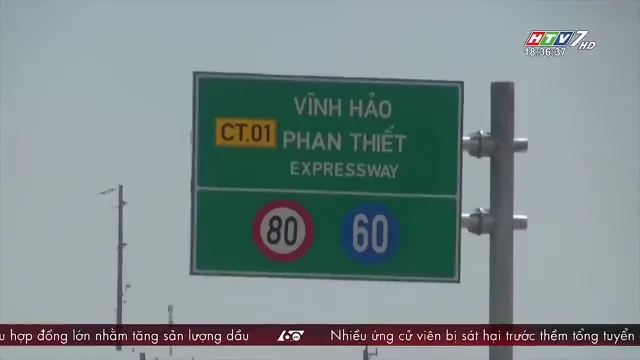 HTV7 HD
18:36:37
VĨNH HẢO
CT.01
PHAN THIẾT
EXPRESSWAY
80
60
hợp đồng lớn nhằm tăng sản lượng dầu
60
Nhiều ứng cử viên bị sát hại trước thềm tổng tuyển